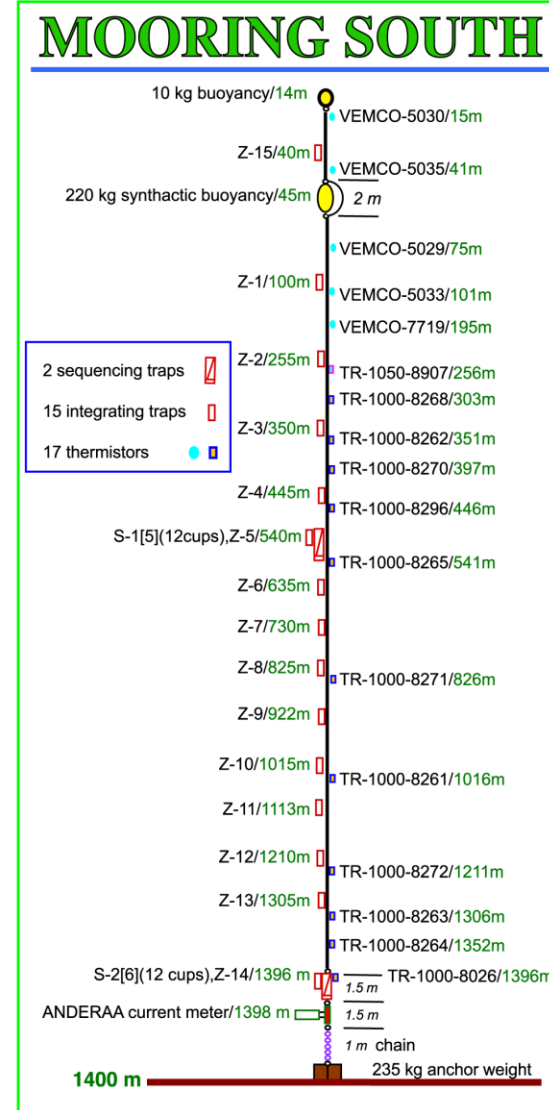 MOORING SOUTH
10 kg buoyancy/14m
VEMCO-5030/15m
Z-15/40m
VEMCO-5035/41m
220 kg synthactic buoyancy/45m
2 m
VEMCO-5029/75m
Z-1/100m
VEMCO-5033/101m
VEMCO-7719/195m
Z-2/255m
TR-1050-8907/256m
2 sequencing traps
15 integrating traps
17 thermistors
TR-1000-8268/303m
Z-3/350m
TR-1000-8262/351m
TR-1000-8270/397m
Z-4/445m
TR-1000-8296/446m
S-1[5](12cups),Z-5/540m
TR-1000-8265/541m
Z-6/635m
Z-7/730m
Z-8/825m
TR-1000-8271/826m
Z-9/922m
Z-10/1015m
TR-1000-8261/1016m
Z-11/1113m
Z-12/1210m
TR-1000-8272/1211m
Z-13/1305m
TR-1000-8263/1306m
TR-1000-8264/1352m
S-2[6](12 cups),Z-14/1396 m
TR-1000-8026/1396m
1.5 m
ANDERAA current meter/1398 m
1.5 m
1 m chain
235 kg anchor weight
1400 m